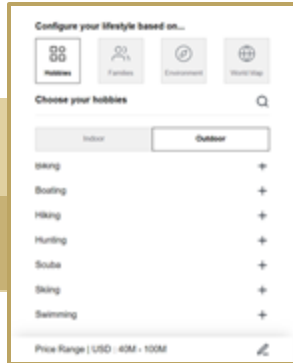 Configure your lifestyle based on...
Hobbies Families Environment World Map
Choose your hobbies
Indoor Outdoor
Biking
Boating
Hiking
Hunting
Scuba
Skiing
Swimming
Price Range | USD : 40M - 100M